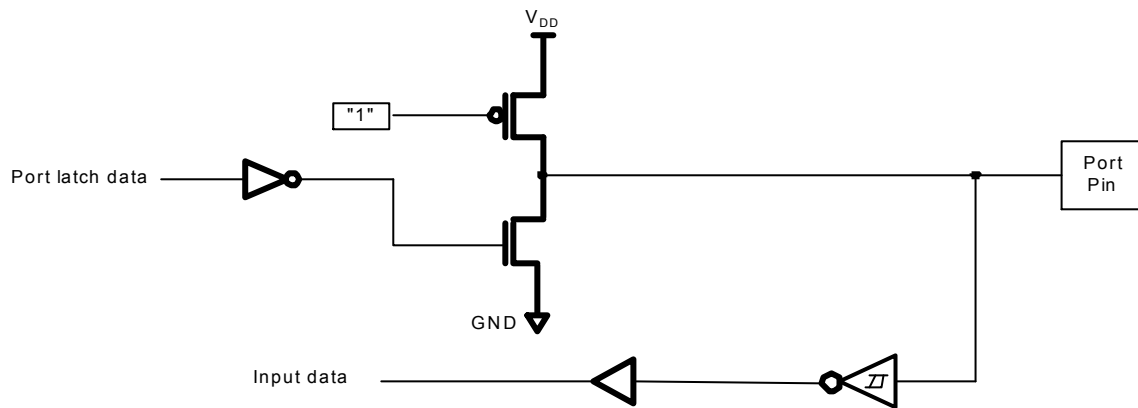 VDD
"1"
Port latch data
Port
Pin
GND
Input data